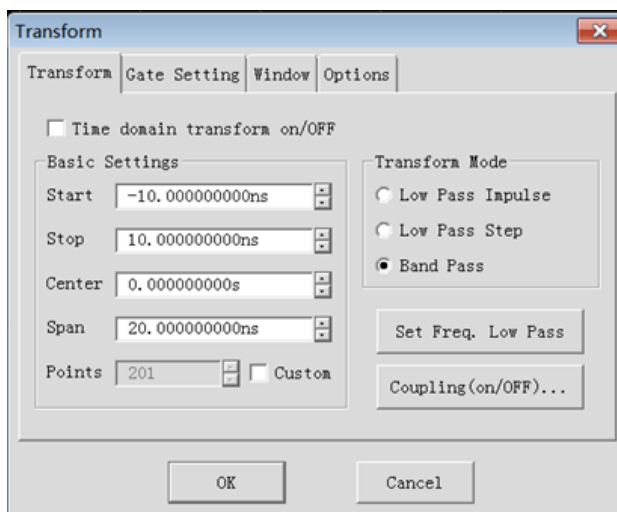 Transform
Transform Gate Setting Window Options
Time domain transform on/OFF
Basic Settings
Start -10.000000000ns
Stop 10.000000000ns
Center 0.000000000s
Span 20.000000000ns
Points 201 Custom
Transform Mode
Low Pass Impulse
Low Pass Step
Band Pass
Set Freq. Low Pass
Coupling(on/OFF)...
OK Cancel